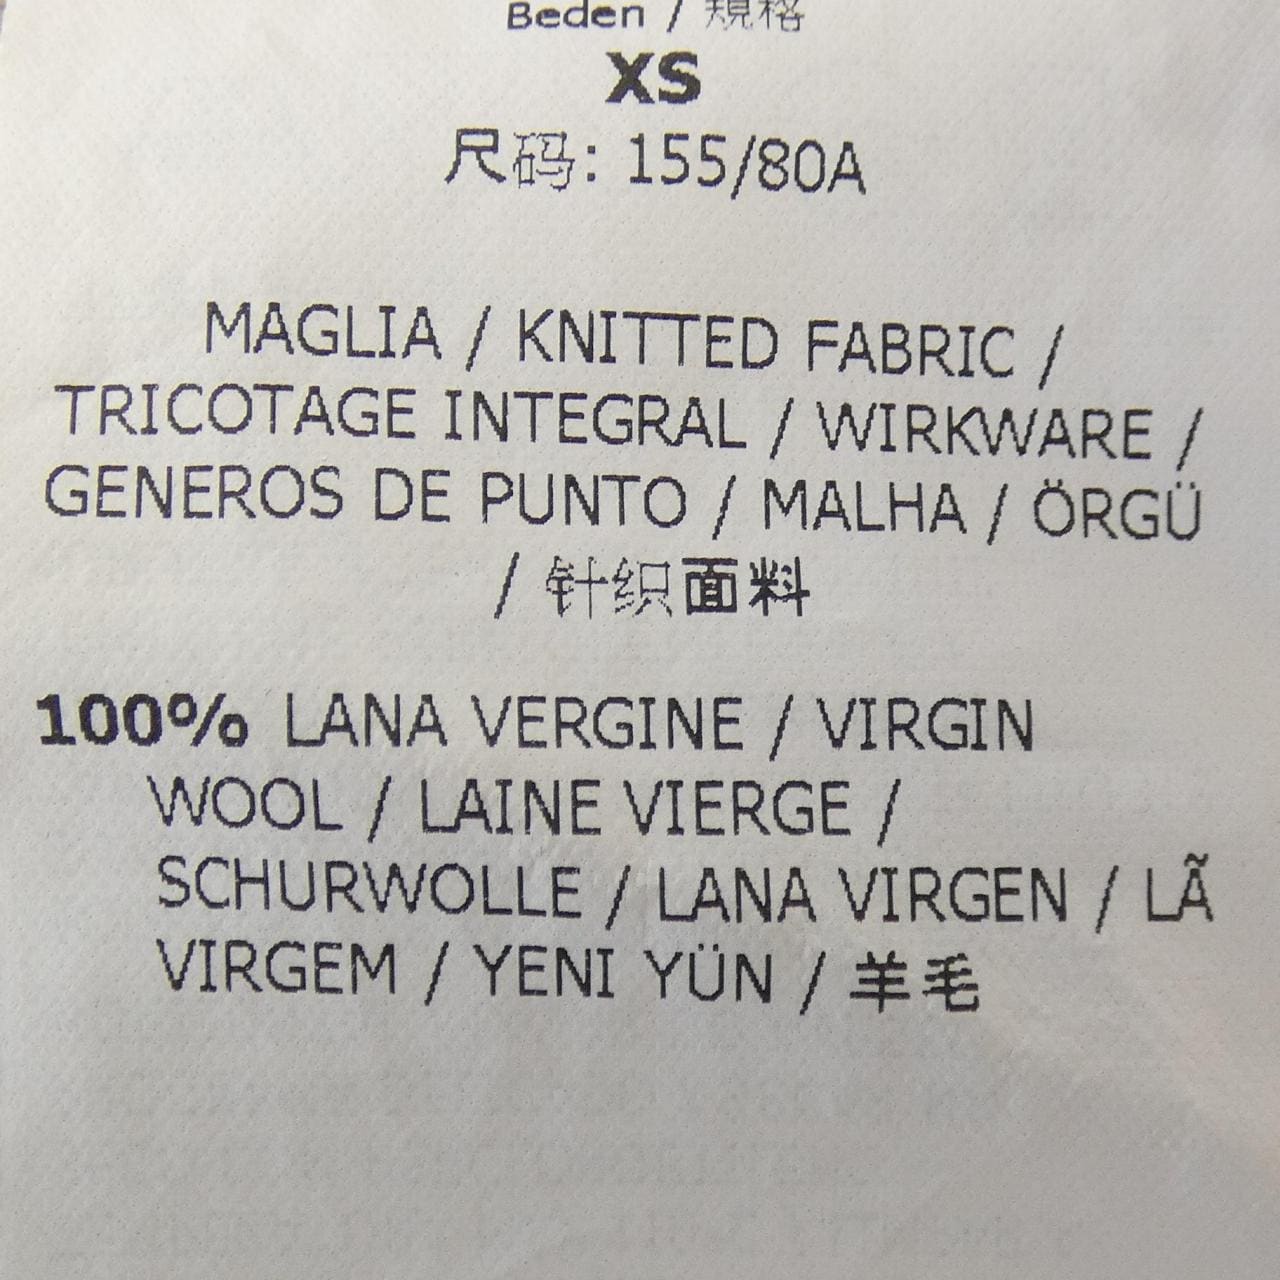 Beden / 規格
XS
尺码: 155/80A
MAGLIA / KNITTED FABRIC /
TRICOTAGE INTEGRAL / WIRKWARE /
GENEROS DE PUNTO / MALHA / ÖRGÜ
/ 针织面料
100% LANA VERGINE / VIRGIN
WOOL / LAINE VIERGE /
SCHURWOLLE / LANA VIRGEN / LÃ
VIRGEM / YENI YÜN / 羊毛